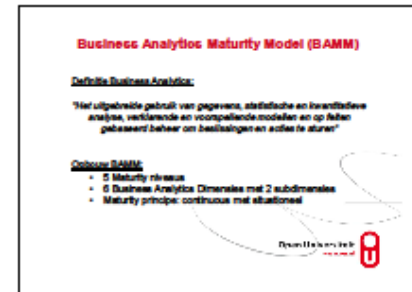 Business Analytics Maturity Model (BAMM)
Definitie Business Analytics:
"Het uitgebreide gebruik van gegevens, statistische en kwantitatieve
analyse, verklarende en voorspellende modellen en op feiten
gebaseerd beheer om beslissingen en acties te sturen"
Opbouw BAMM:
• 5 Maturity niveaus
• 6 Business Analytics Dimensies met 2 subdimensies
• Maturity principe: continuous met situationeel
Open Universiteit